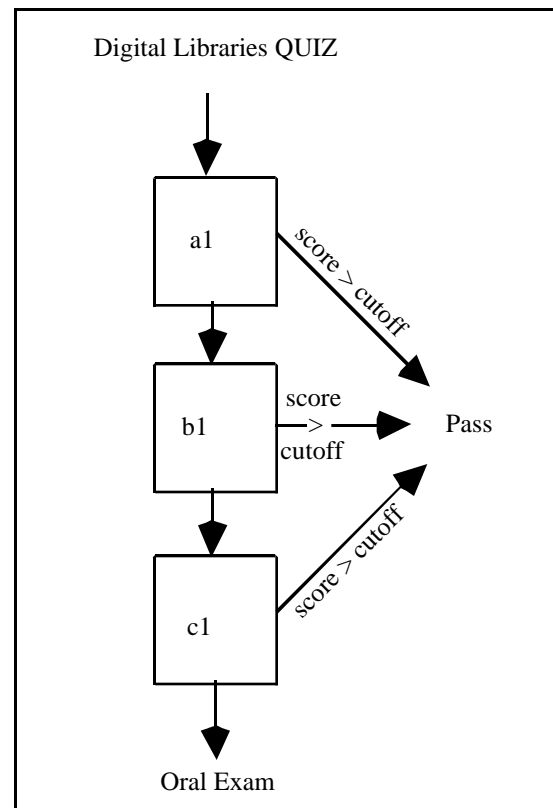 Digital Libraries QUIZ
a1
score > cutoff
b1
score
>
cutoff
Pass
score > cutoff
c1
Oral Exam